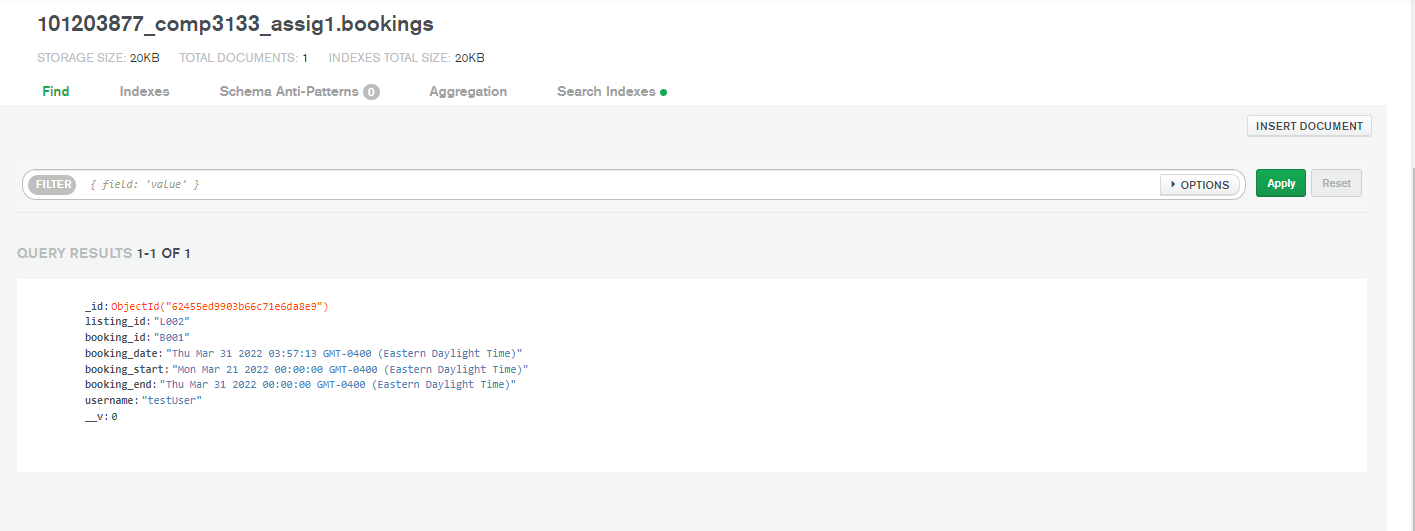 101203877_comp3133_assig1.bookings
STORAGE SIZE: 20KB TOTAL DOCUMENTS: 1 INDEXES TOTAL SIZE: 20KB
Find Indexes Schema Anti-Patterns 0 Aggregation Search Indexes
INSERT DOCUMENT
FILTER { field: 'value' } OPTIONS Apply Reset
QUERY RESULTS 1-1 OF 1
_id: ObjectId("62455ed9903b66c71e6da8e9")
listing_id: "L002"
booking_id: "B001"
booking_date: "Thu Mar 31 2022 03:57:13 GMT-0400 (Eastern Daylight Time)"
booking_start: "Mon Mar 21 2022 00:00:00 GMT-0400 (Eastern Daylight Time)"
booking_end: "Thu Mar 31 2022 00:00:00 GMT-0400 (Eastern Daylight Time)"
username: "testUser"
__v: 0